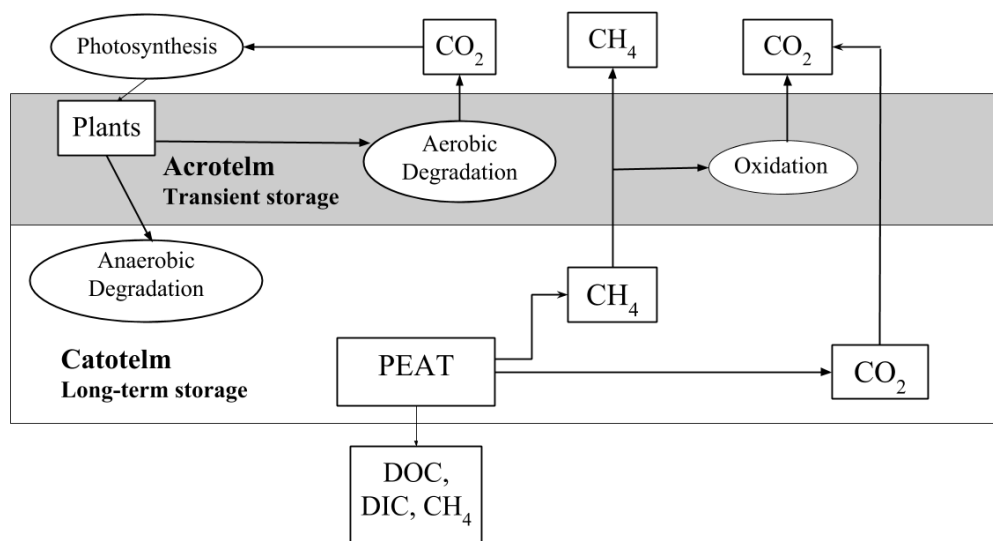 Photosynthesis
CO₂
CH₄
CO₂
Plants
Acrotelm
Transient storage
Aerobic
Degradation
Oxidation
Anaerobic
Degradation
CH₄
Catotelm
Long-term storage
PEAT
CO₂
DOC,
DIC, CH₄